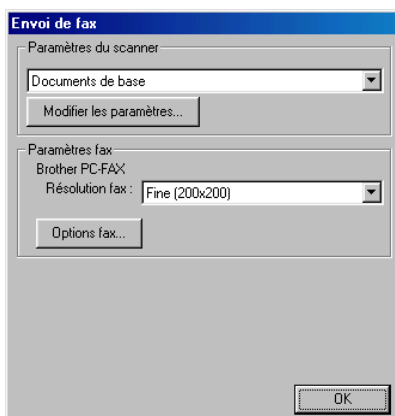 Envoi de fax
Paramètres du scanner
Documents de base
Modifier les paramètres...
Paramètres fax
Brother PC-FAX
Résolution fax : Fine (200x200)
Options fax...
OK